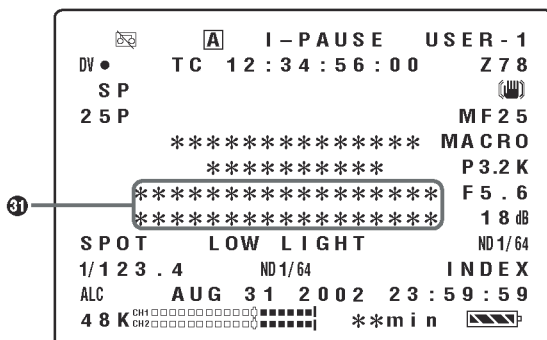 A I-PAUSE USER-1
DV ● TC 12:34:56:00 Z78
SP
25P MF25
************** MACRO
********** P3.2K
***************** F5.6
31
***************** 18dB
SPOT LOW LIGHT ND1/64
1/123.4 ND1/64 INDEX
ALC AUG 31 2002 23:59:59
48K CH1
CH2 **min